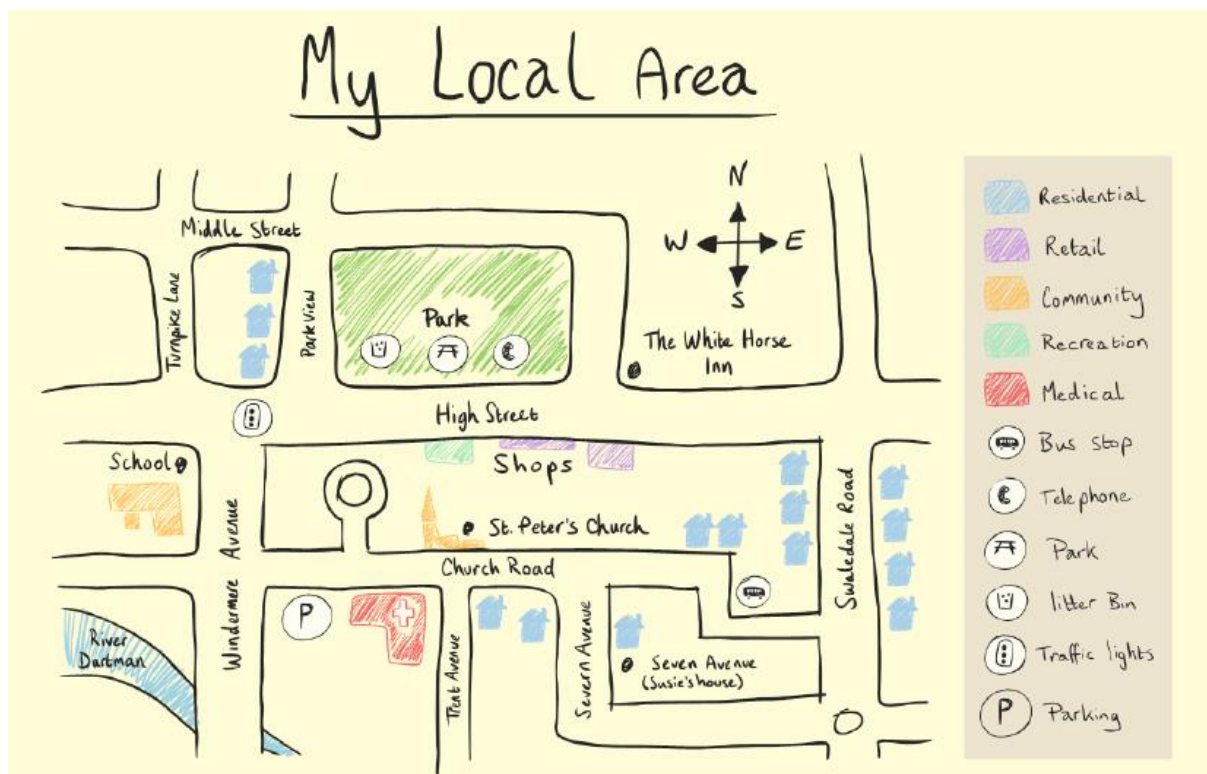 My Local Area
N
W E
S
Middle Street
Turnpike Lane
Park View
Park
The White Horse
Inn
High Street
School
Shops
St. Peter's Church
Windermere Avenue
Church Road
Swaledale Road
P
River
Dartman
Trent Avenue
Severn Avenue
Seven Avenue
(Susie's house)
Residential
Retail
Community
Recreation
Medical
Bus stop
Telephone
Park
litter Bin
Traffic lights
P Parking